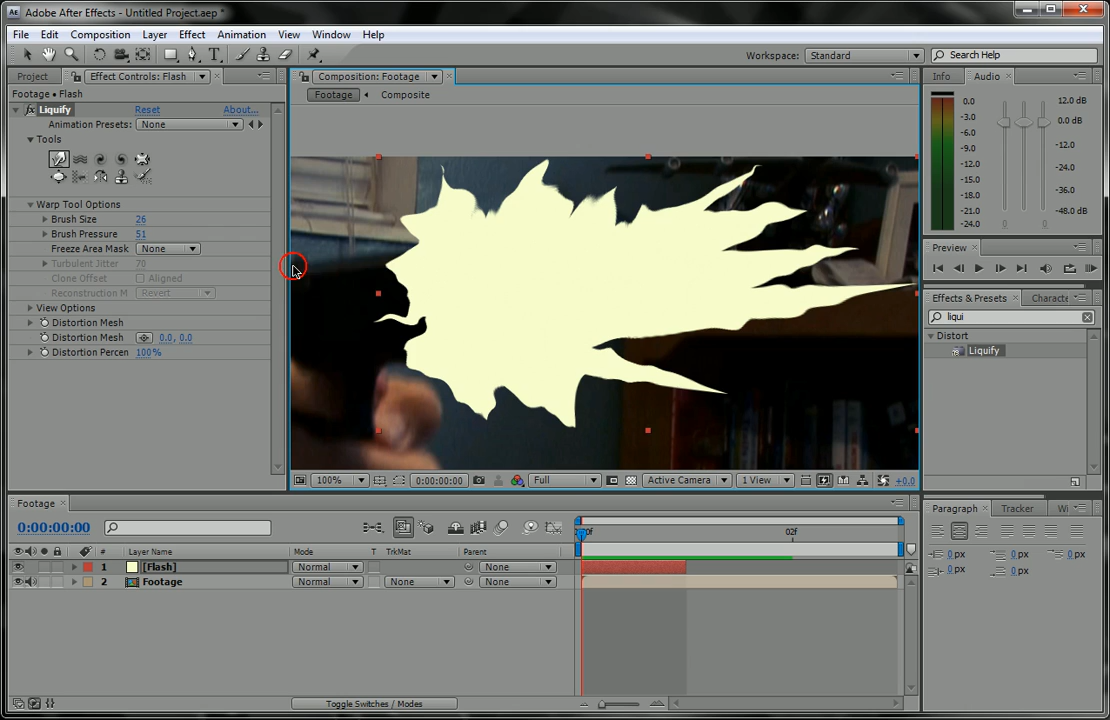 Adobe After Effects - Untitled Project.aep *
File Edit Composition Layer Effect Animation View Window Help
Workspace: Standard Search Help
Project Effect Controls: Flash
Footage • Flash
fx Liquify Reset About...
Animation Presets: None
Tools
Warp Tool Options
Brush Size 26
Brush Pressure 51
Freeze Area Mask None
Turbulent Jitter 70
Clone Offset Aligned
Reconstruction M Revert
View Options
Distortion Mesh
Distortion Mesh 0.0, 0.0
Distortion Percen 100%
Composition: Footage
Footage Composite
100% 0:00:00:00 Full Active Camera 1 View +0.0
Info Audio
0.0 12.0 dB
-3.0 0.0 dB
-6.0
-9.0 -12.0
-12.0
-15.0 -24.0
-18.0 -36.0
-21.0
-24.0 -48.0 dB
0 0
Preview
Effects & Presets Characte
liqui
Distort
Liquify
Paragraph Tracker Wi
0 px 0 px 0 px
0 px 0 px
Footage
0:00:00:00
02f
# Layer Name Mode T TrkMat Parent
1 [Flash] Normal None
2 Footage Normal None None
Toggle Switches / Modes